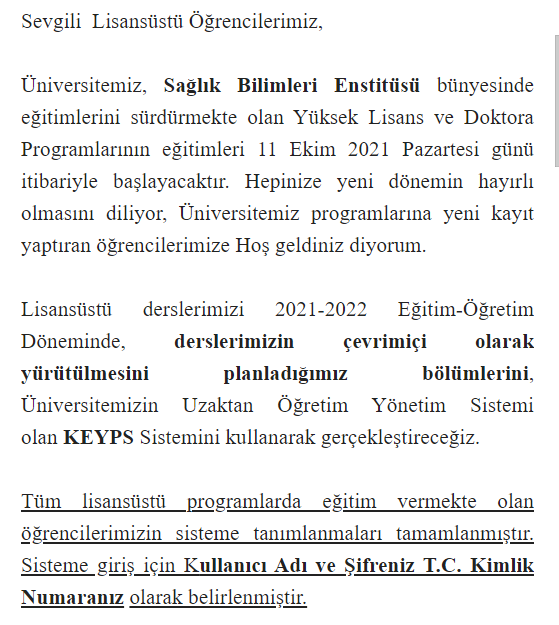 Sevgili Lisansüstü Öğrencilerimiz,
Üniversitemiz, Sağlık Bilimleri Enstitüsü bünyesinde
eğitimlerini sürdürmekte olan Yüksek Lisans ve Doktora
Programlarının eğitimleri 11 Ekim 2021 Pazartesi günü
itibariyle başlayacaktır. Hepinize yeni dönemin hayırlı
olmasını diliyor, Üniversitemiz programlarına yeni kayıt
yaptıran öğrencilerimize Hoş geldiniz diyorum.
Lisansüstü derslerimizi 2021-2022 Eğitim-Öğretim
Döneminde, derslerimizin çevrimiçi olarak
yürütülmesini planladığımız bölümlerini,
Üniversitemizin Uzaktan Öğretim Yönetim Sistemi
olan KEYPS Sistemini kullanarak gerçekleştireceğiz.
Tüm lisansüstü programlarda eğitim vermekte olan
öğrencilerimizin sisteme tanımlanmaları tamamlanmıştır.
Sisteme giriş için Kullanıcı Adı ve Şifreniz T.C. Kimlik
Numaranız olarak belirlenmiştir.